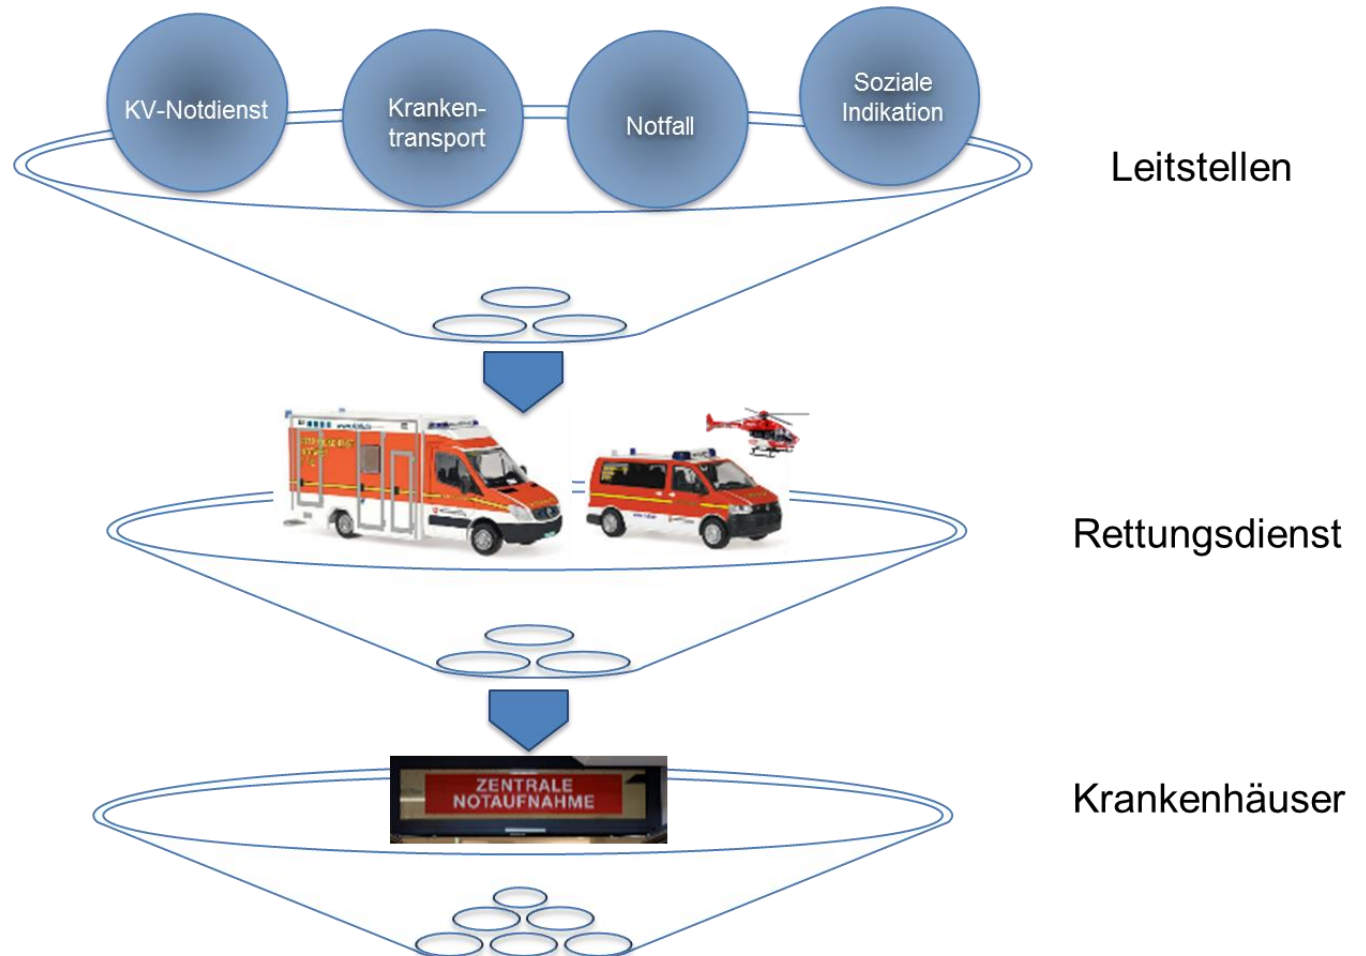 KV-Notdienst
Kranken-
transport
Notfall
Soziale
Indikation
Leitstellen
Rettungsdienst
ZENTRALE
NOTAUFNAHME
Krankenhäuser